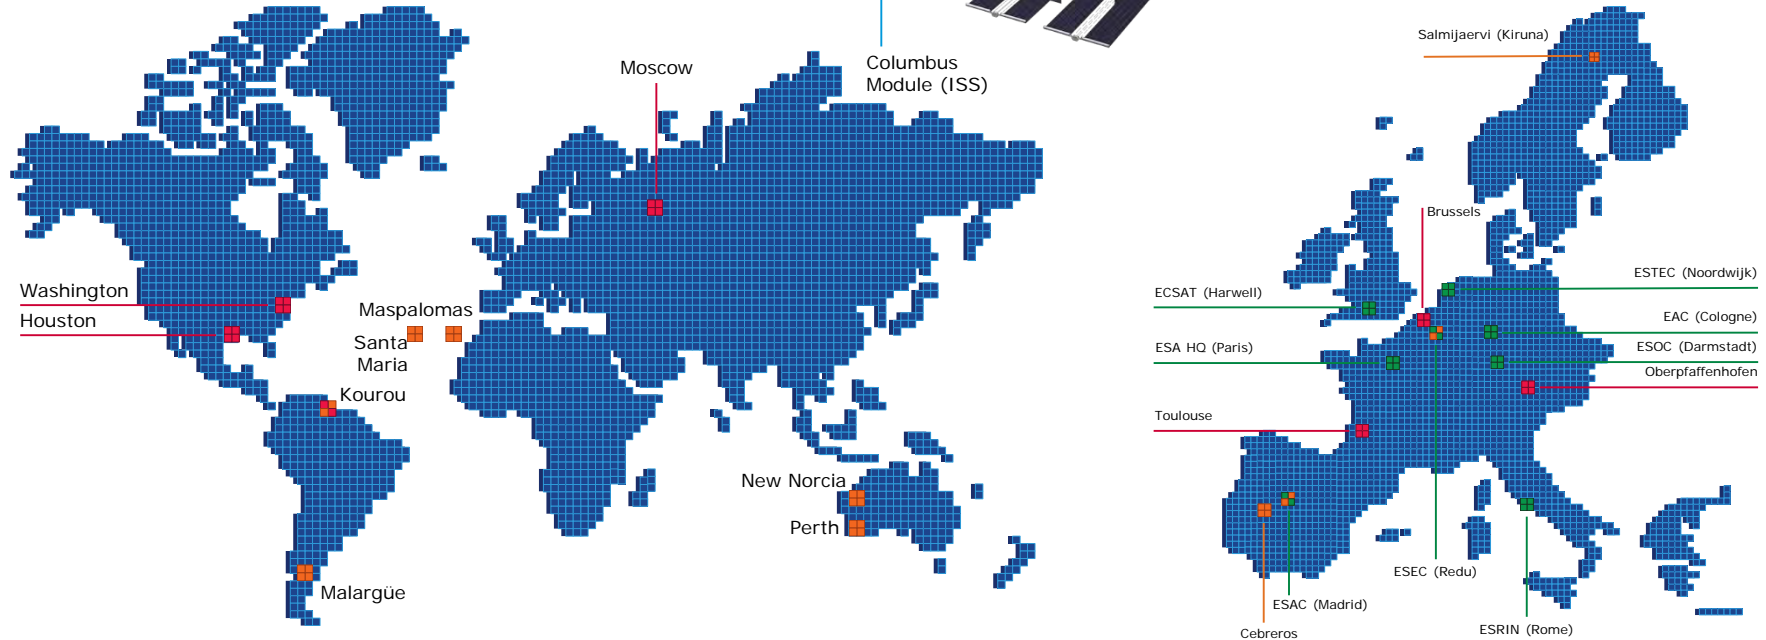 Columbus
Module (ISS)
Moscow
Washington
Houston
Maspalomas
Santa
Maria
Kourou
New Norcia
Perth
Malargüe
Salmijaervi (Kiruna)
Brussels
ESTEC (Noordwijk)
ECSAT (Harwell)
EAC (Cologne)
ESA HQ (Paris)
ESOC (Darmstadt)
Oberpfaffenhofen
Toulouse
ESEC (Redu)
ESAC (Madrid)
ESRIN (Rome)
Cebreros